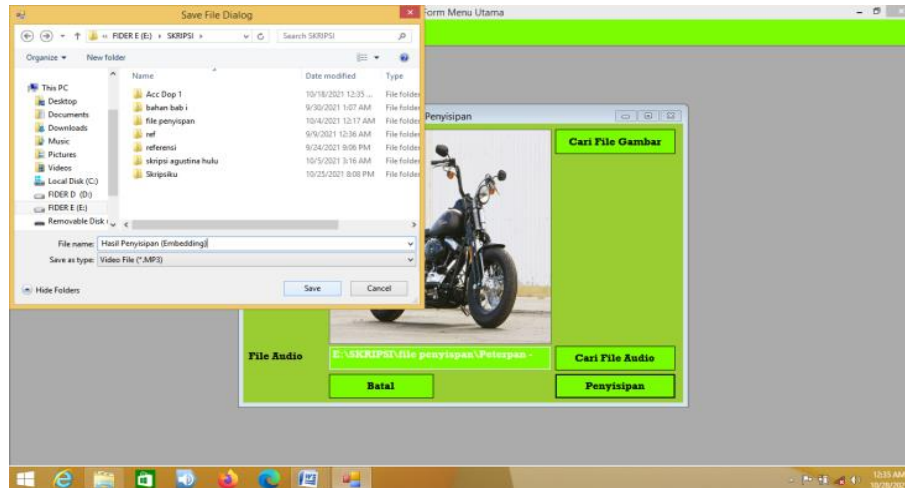 Save File Dialog
Form Menu Utama
FIDER E (E:) › SKRIPSI ›
Search SKRIPSI
Organize
New folder
Name
Date modified
Type
This PC
Desktop
Documents
Downloads
Music
Pictures
Videos
Local Disk (C:)
FIDER D (D:)
FIDER E (E:)
Removable Disk
Acc Dop 1
10/18/2021 12:35 ...
File folder
bahan bab i
9/30/2021 1:07 AM
File folder
file penyispan
10/4/2021 12:17 AM
File folder
ref
9/9/2021 12:36 AM
File folder
referensi
9/24/2021 9:06 PM
File folder
skripsi agustina hulu
10/5/2021 3:16 AM
File folder
Skripsiku
10/25/2021 8:08 PM
File folder
File name: Hasil Penyisipan (Embedding)
Save as type: Video File (*.MP3)
Hide Folders
Save
Cancel
Penyisipan
Cari File Gambar
File Audio
E:\SKRIPSI\file penyispan\Peterpan -
Cari File Audio
Batal
Penyisipan
12:35 AM